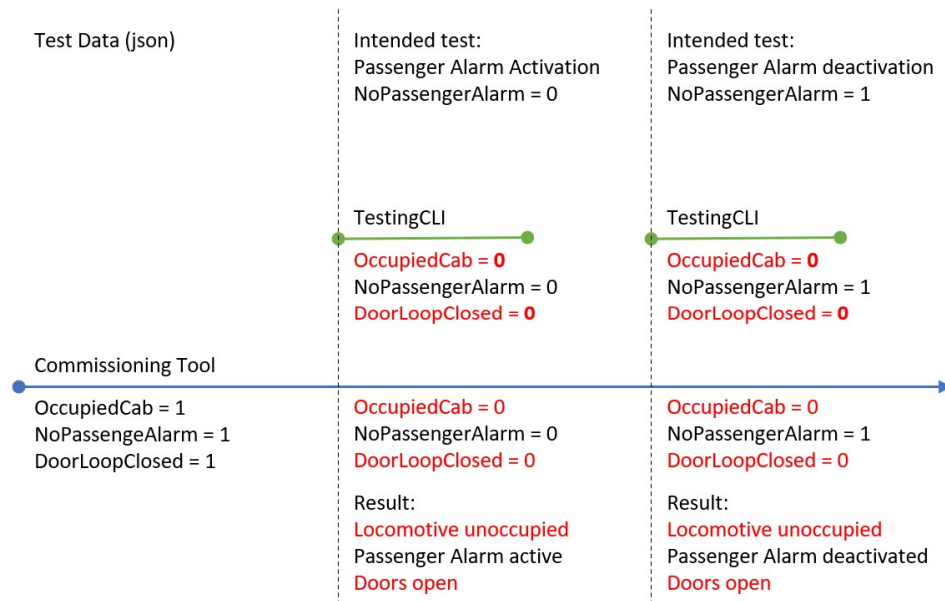 Test Data (json)
Intended test:
Passenger Alarm Activation
NoPassengerAlarm = 0
Intended test:
Passenger Alarm deactivation
NoPassengerAlarm = 1
TestingCLI
OccupiedCab = 0
NoPassengerAlarm = 0
DoorLoopClosed = 0
TestingCLI
OccupiedCab = 0
NoPassengerAlarm = 1
DoorLoopClosed = 0
Commissioning Tool
OccupiedCab = 1
NoPassengeAlarm = 1
DoorLoopClosed = 1
OccupiedCab = 0
NoPassengerAlarm = 0
DoorLoopClosed = 0
Result:
Locomotive unoccupied
Passenger Alarm active
Doors open
OccupiedCab = 0
NoPassengerAlarm = 1
DoorLoopClosed = 0
Result:
Locomotive unoccupied
Passenger Alarm deactivated
Doors open